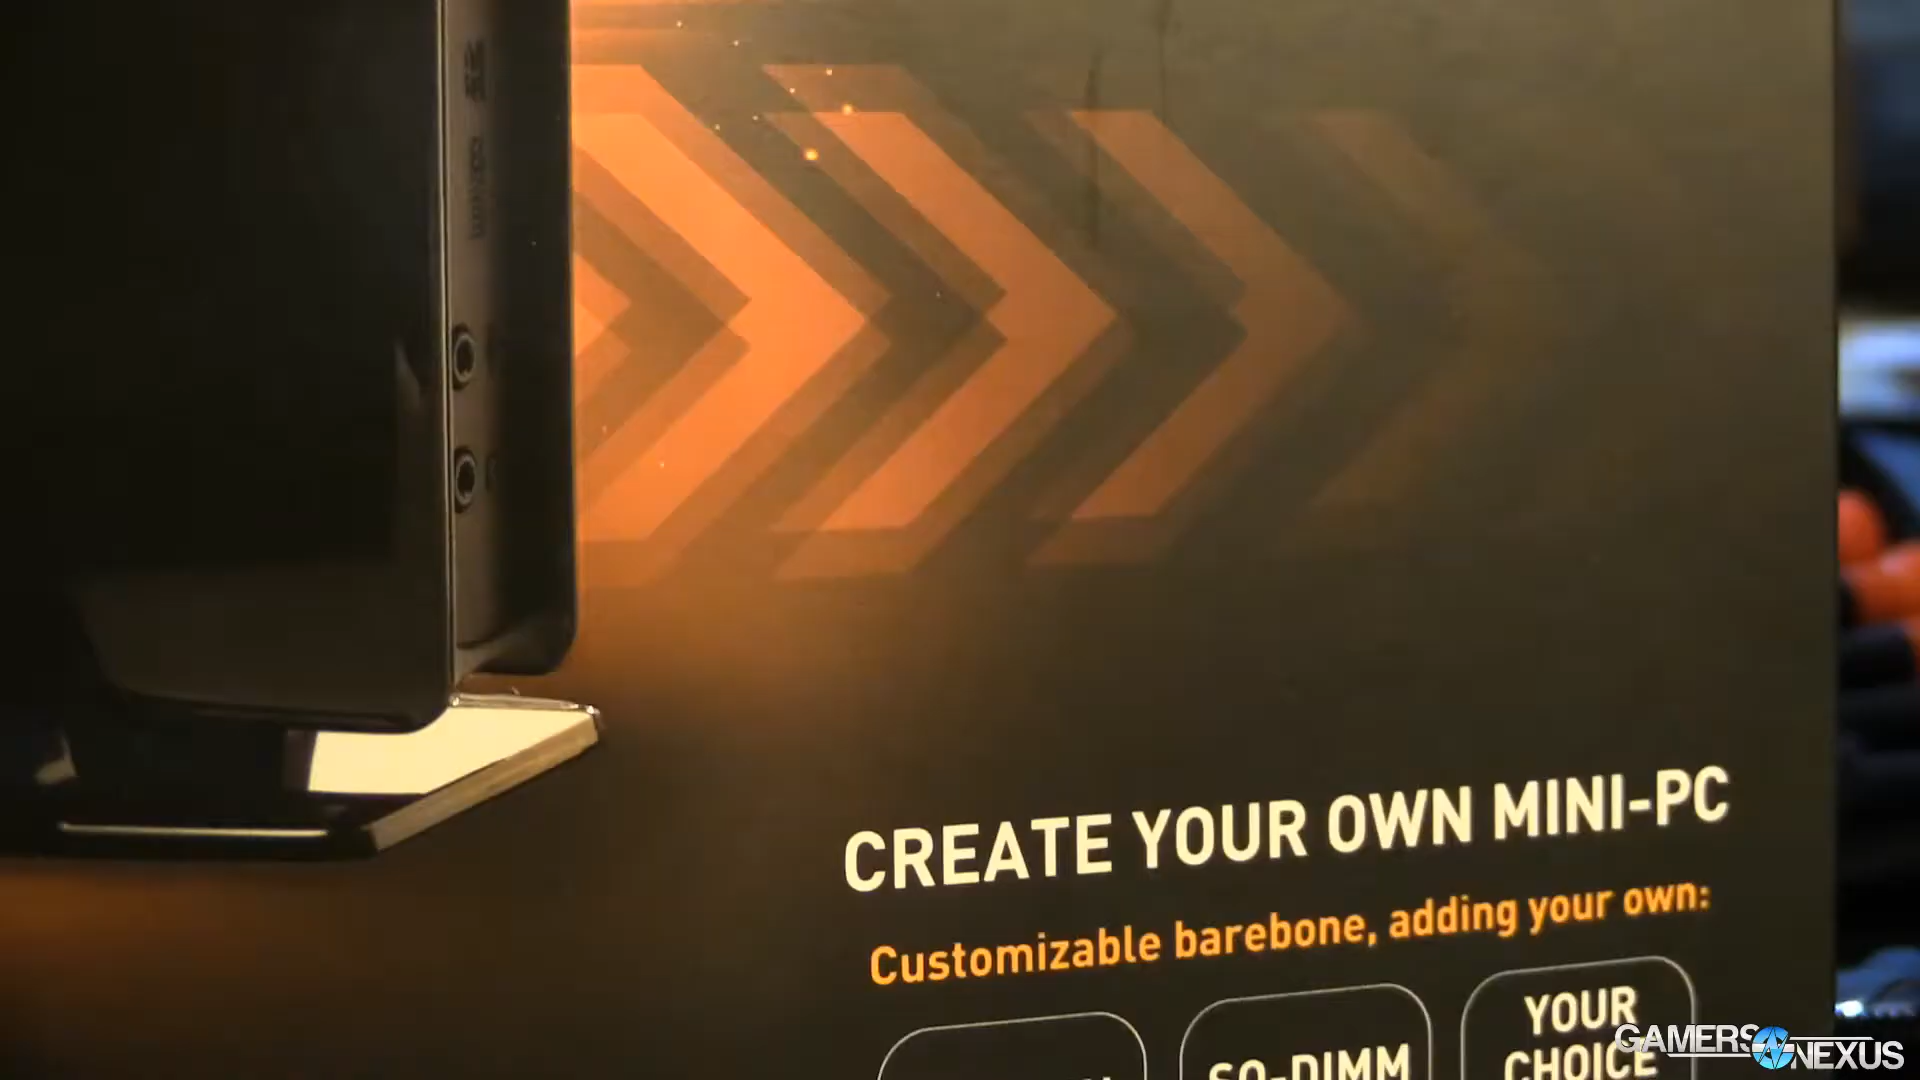 CREATE YOUR OWN MINI-PC
Customizable barebone, adding your own:
SO-DIMM
YOUR
CHOICE
GAMERS
NEXUS